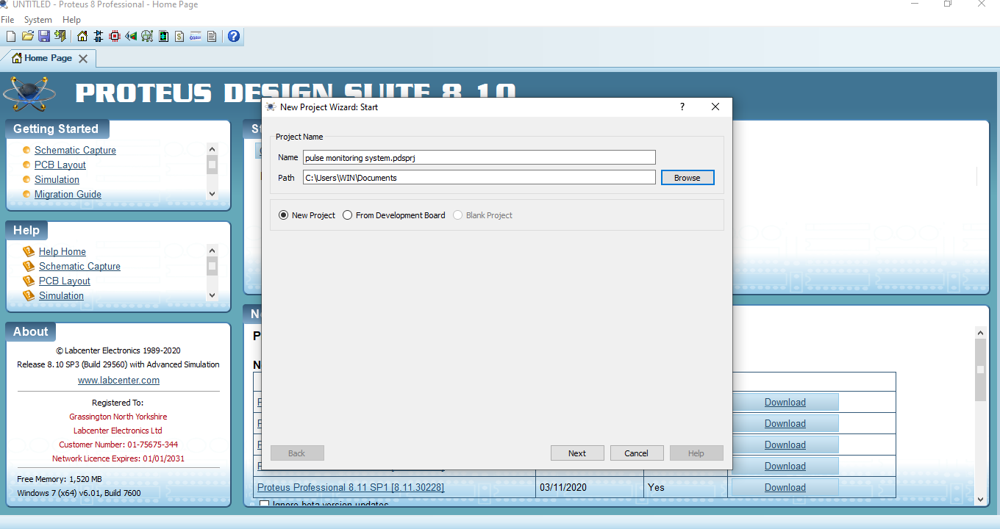 UNTITLED - Proteus 8 Professional - Home Page
File System Help
Home Page
PROTEUS DESIGN SUITE 8.10
New Project Wizard: Start
?
Getting Started
Schematic Capture
PCB Layout
Simulation
Migration Guide
Project Name
Name pulse monitoring system.pdsprj
Path C:\Users\WIN\Documents Browse
New Project From Development Board Blank Project
Help
Help Home
Schematic Capture
PCB Layout
Simulation
About
© Labcenter Electronics 1989-2020
Release 8.10 SP3 (Build 29560) with Advanced Simulation
www.labcenter.com
Registered To:
Grassington North Yorkshire
Labcenter Electronics Ltd
Customer Number: 01-75675-344
Network Licence Expires: 01/01/2031
Free Memory: 1,520 MB
Windows 7 (x64) v6.01, Build 7600
Back Next Cancel Help
Download
Download
Download
Download
Proteus Professional 8.11 SP1 [8.11.30228] 03/11/2020 Yes Download
Ignore beta version updates